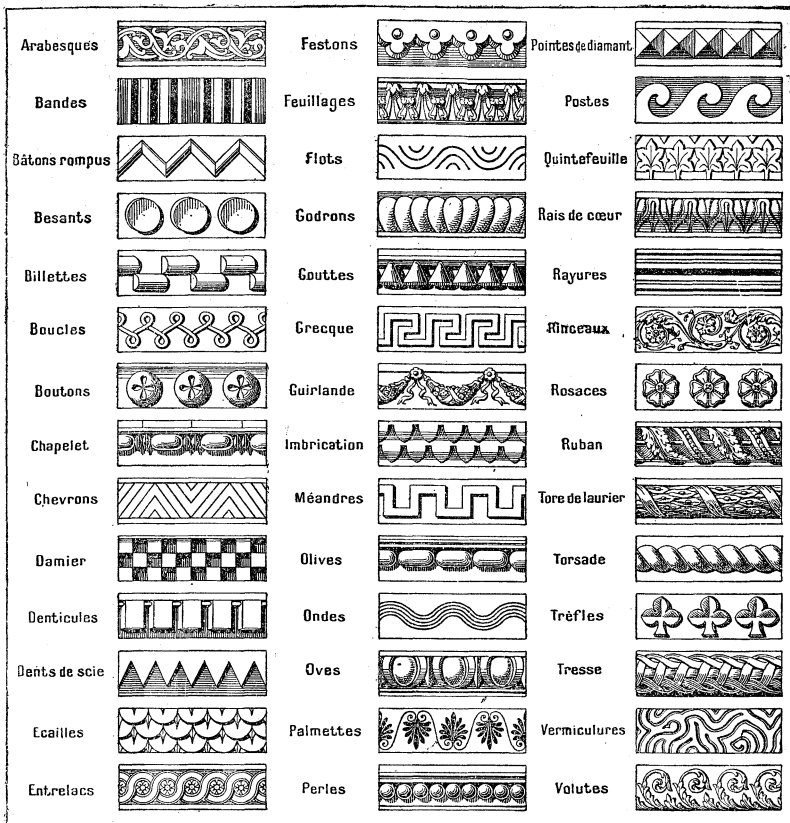 Arabesques
Bandes
Bâtons rompus
Besants
Billettes
Boucles
Boutons
Chapelet
Chevrons
Damier
Denticules
Dents de scie
Ecailles
Entrelacs
Festons
Feuillages
Flots
Godrons
Gouttes
Grecque
Guirlande
Imbrication
Méandres
Olives
Ondes
Oves
Palmettes
Perles
Pointes de diamant
Postes
Quintefeuille
Rais de cœur
Rayures
Rinceaux
Rosaces
Ruban
Tore de laurier
Torsade
Trèfles
Tresse
Vermiculures
Volutes